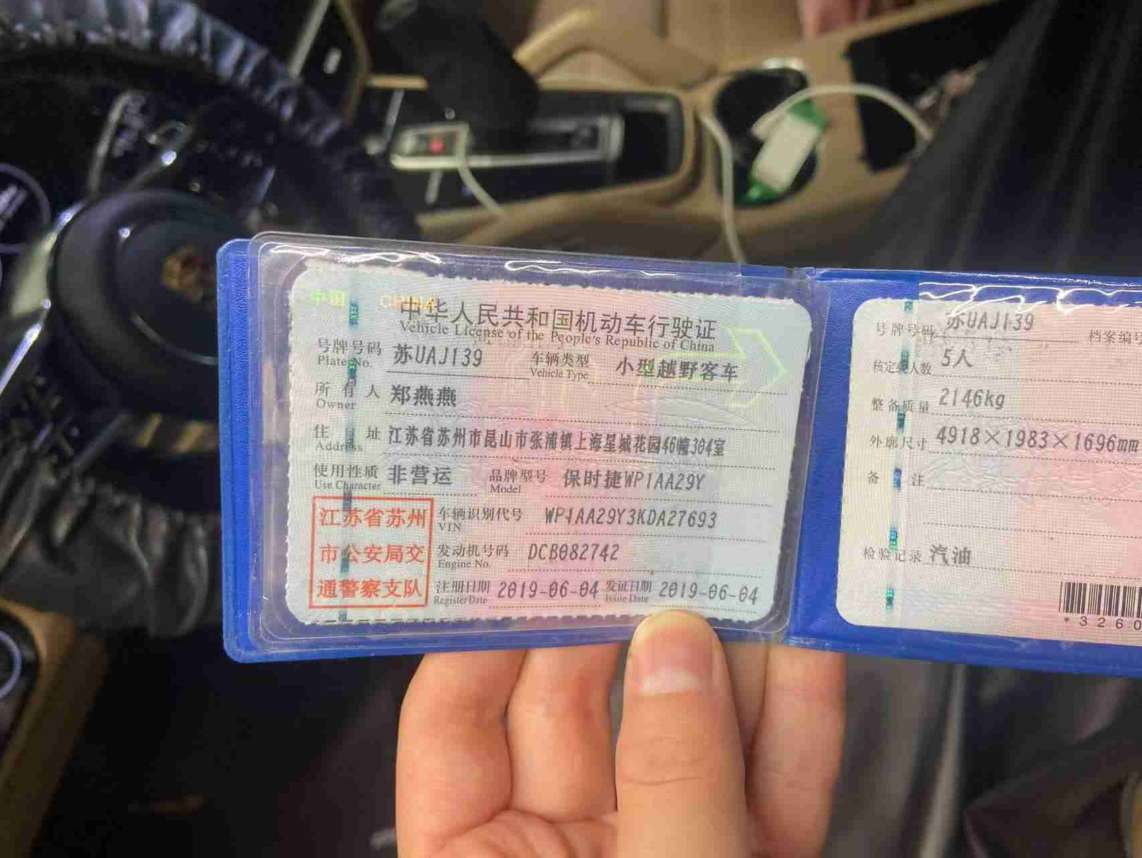 中国 CHINA
中华人民共和国机动车行驶证
Vehicle License of the People's Republic of China
号牌号码 苏UAJ139 车辆类型 小型越野客车
Plate No. Vehicle Type
所有人 郑燕燕
Owner
住址 江苏省苏州市昆山市张浦镇上海星城花园46幢304室
Address
使用性质 非营运 品牌型号 保时捷WP1AA29Y
Use Character Model
江苏省苏州
市公安局交
通警察支队
车辆识别代号 WP1AA29Y3KDA27693
VIN
发动机号码 DCB082742
Engine No.
注册日期 2019-06-04 发证日期 2019-06-04
Register Date Issue Date
号牌号码 苏UAJ139 档案编号
核定载人数 5人
整备质量 2146kg
外廓尺寸 4918×1983×1696mm
备注
检验记录 汽油
*3260